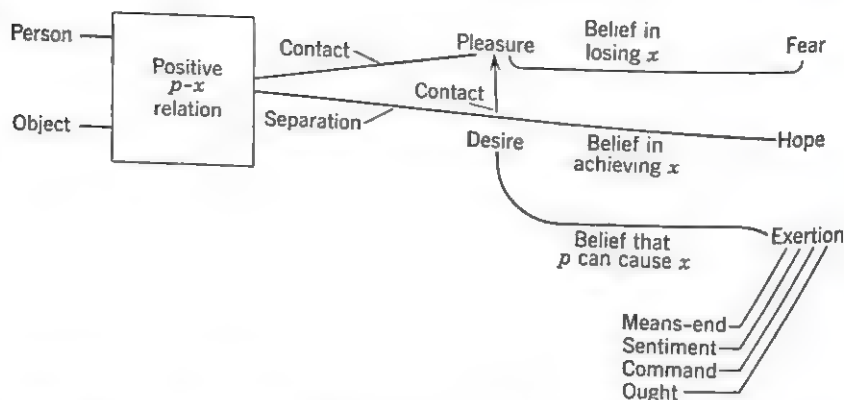 Person
Object
Positive
p-x
relation
Contact
Separation
Pleasure
Contact
Desire
Belief in
losing x
Fear
Belief in
achieving x
Hope
Belief that
p can cause x
Exertion
Means-end
Sentiment
Command
Ought